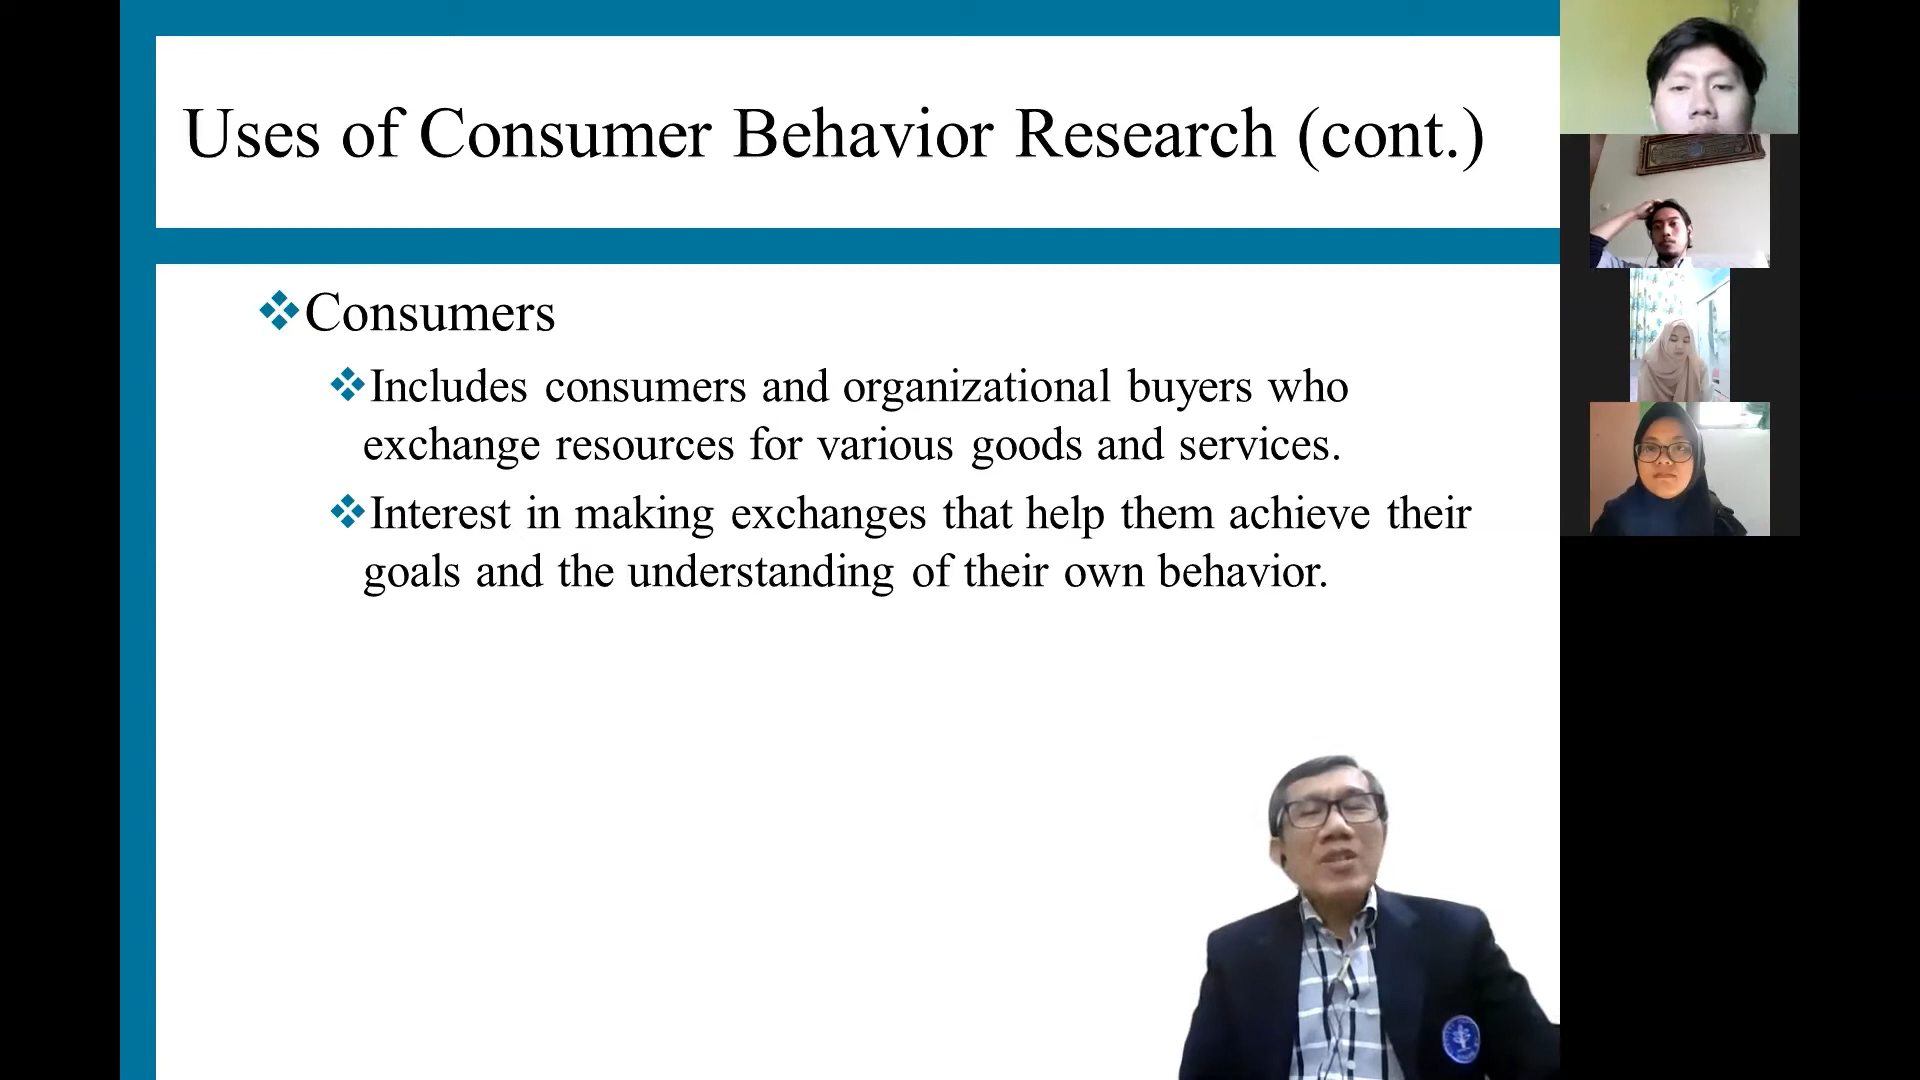 Uses of Consumer Behavior Research (cont.)
Consumers
Includes consumers and organizational buyers who
exchange resources for various goods and services.
Interest in making exchanges that help them achieve their
goals and the understanding of their own behavior.